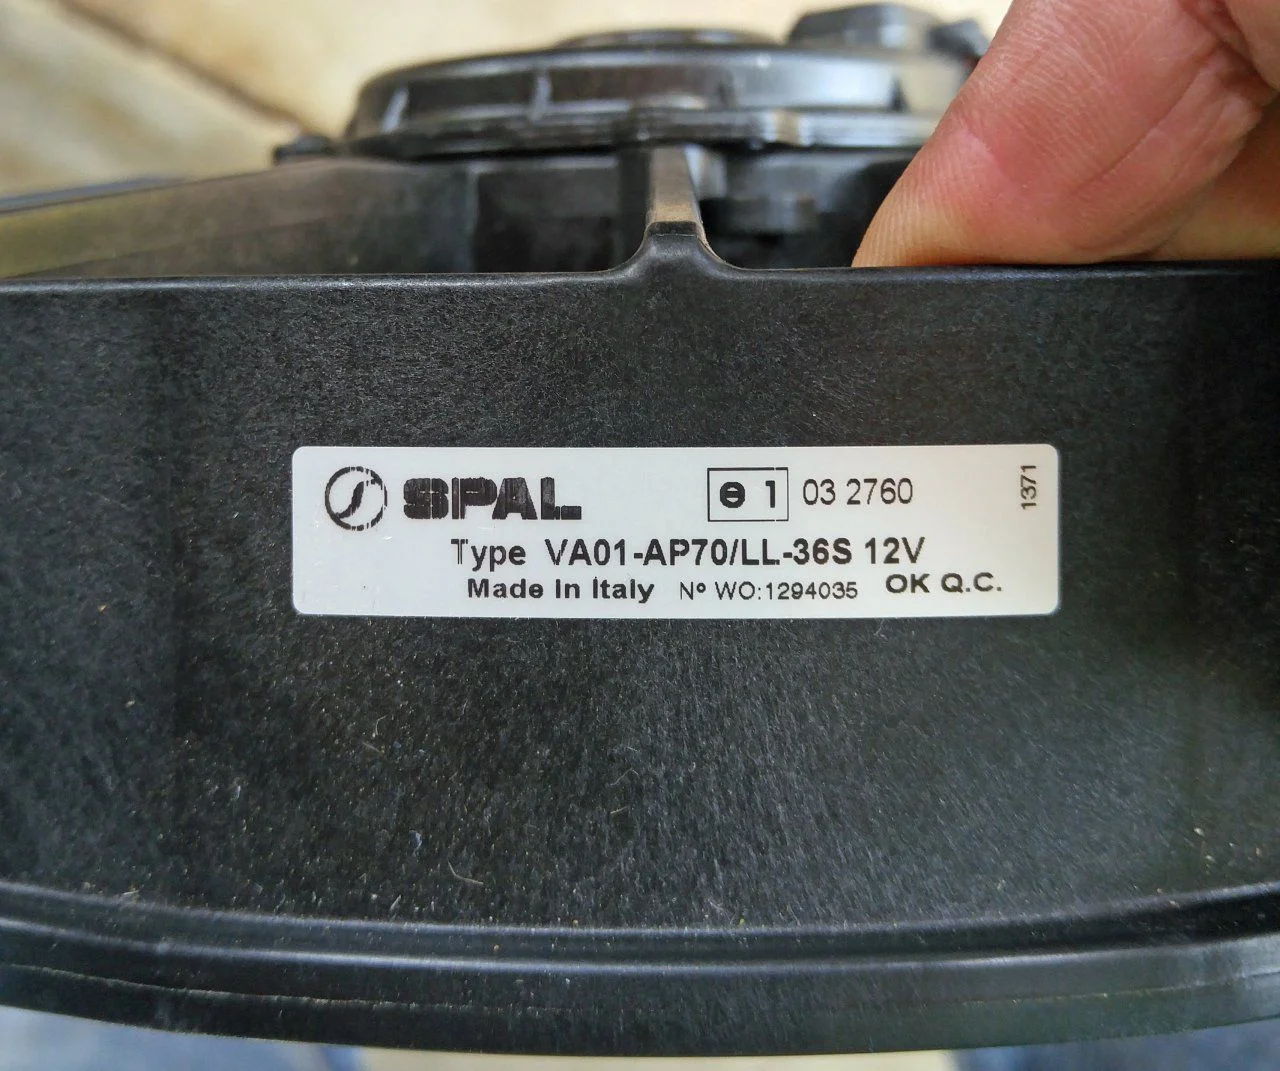 SPAL e 1 03 2760
Type VA01-AP70/LL-36S 12V
Made in Italy Nº WO:1294035 OK Q.C.
1371